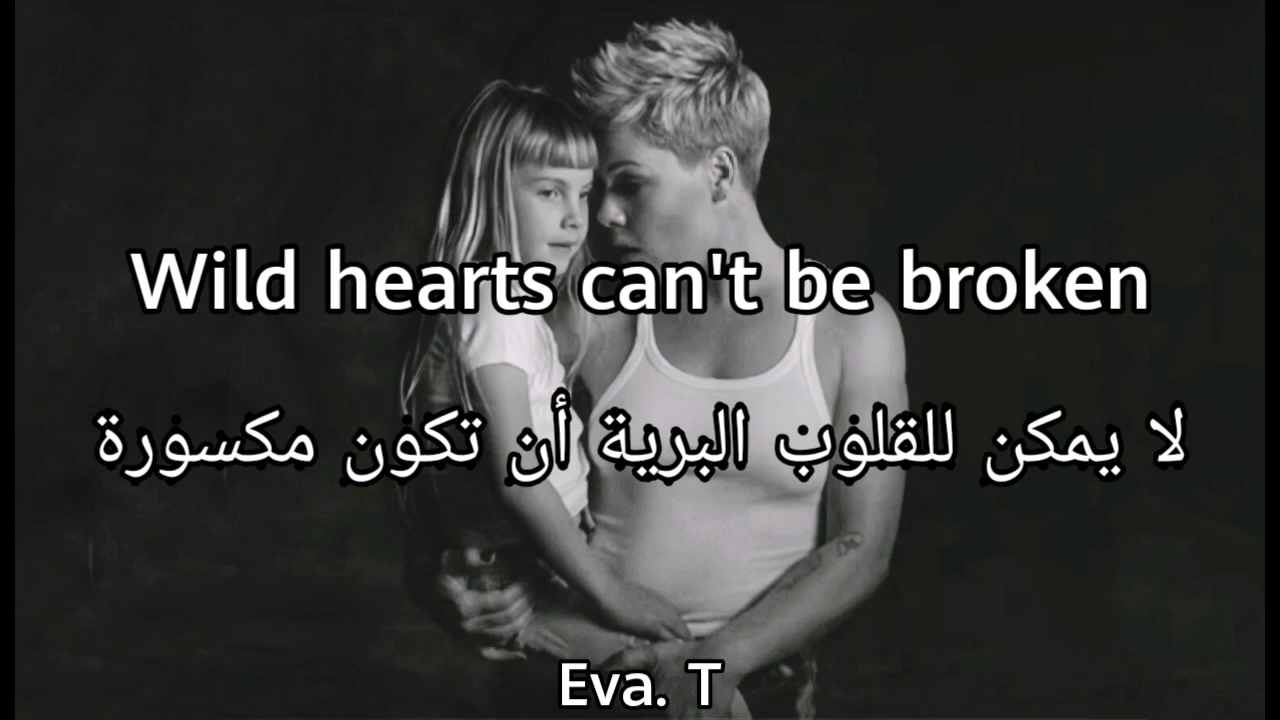 Wild hearts can't be broken
لا يمكن للقلوب البرية أن تكون مكسورة
Eva. T